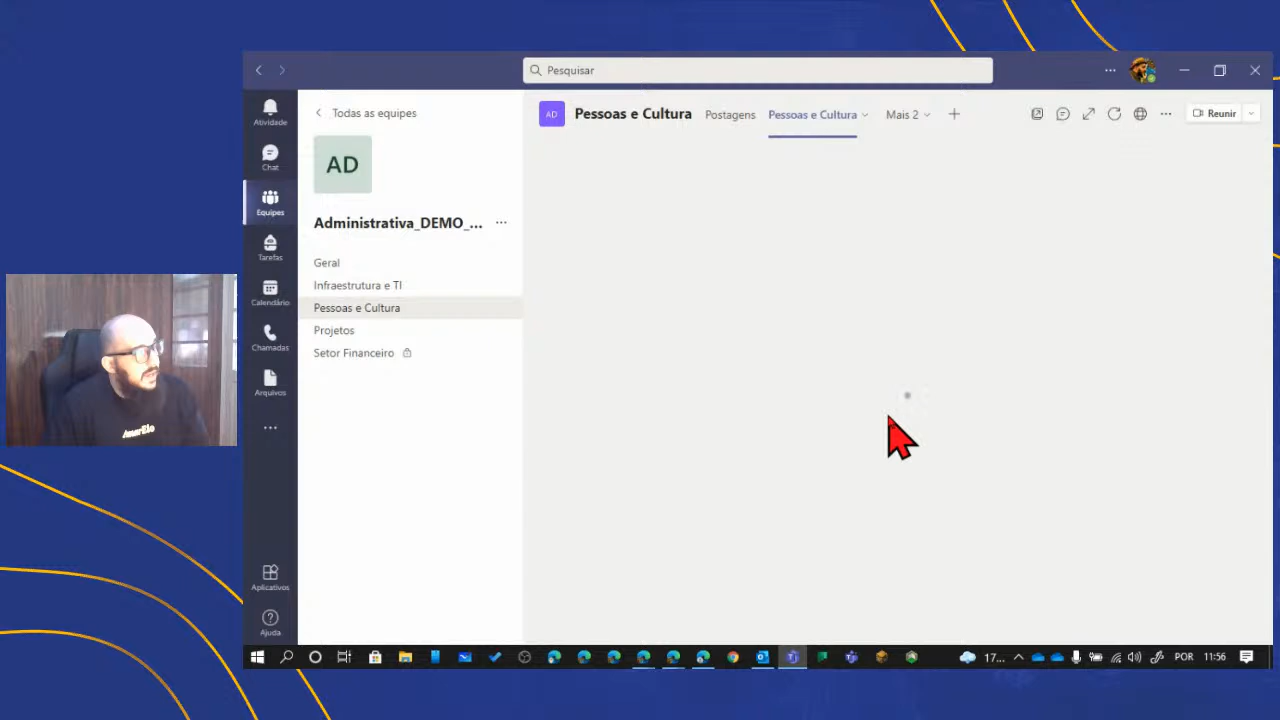 Pesquisar
Atividade
Chat
Equipes
Tarefas
Calendário
Chamadas
Arquivos
Aplicativos
Ajuda
Todas as equipes
AD
Administrativa_DEMO_...
Geral
Infraestrutura e TI
Pessoas e Cultura
Projetos
Setor Financeiro
AD Pessoas e Cultura Postagens Pessoas e Cultura Mais 2 Reunir
17... POR 11:56